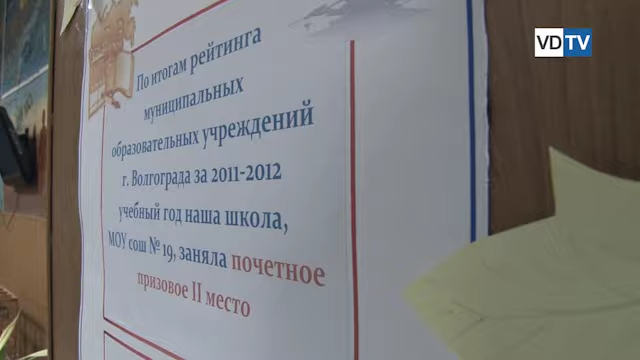 VDTV
По итогам рейтинга
муниципальных
образовательных учреждений
г. Волгограда за 2011-2012
учебный год наша школа,
МОУ сош № 19, заняла почетное
призовое II место